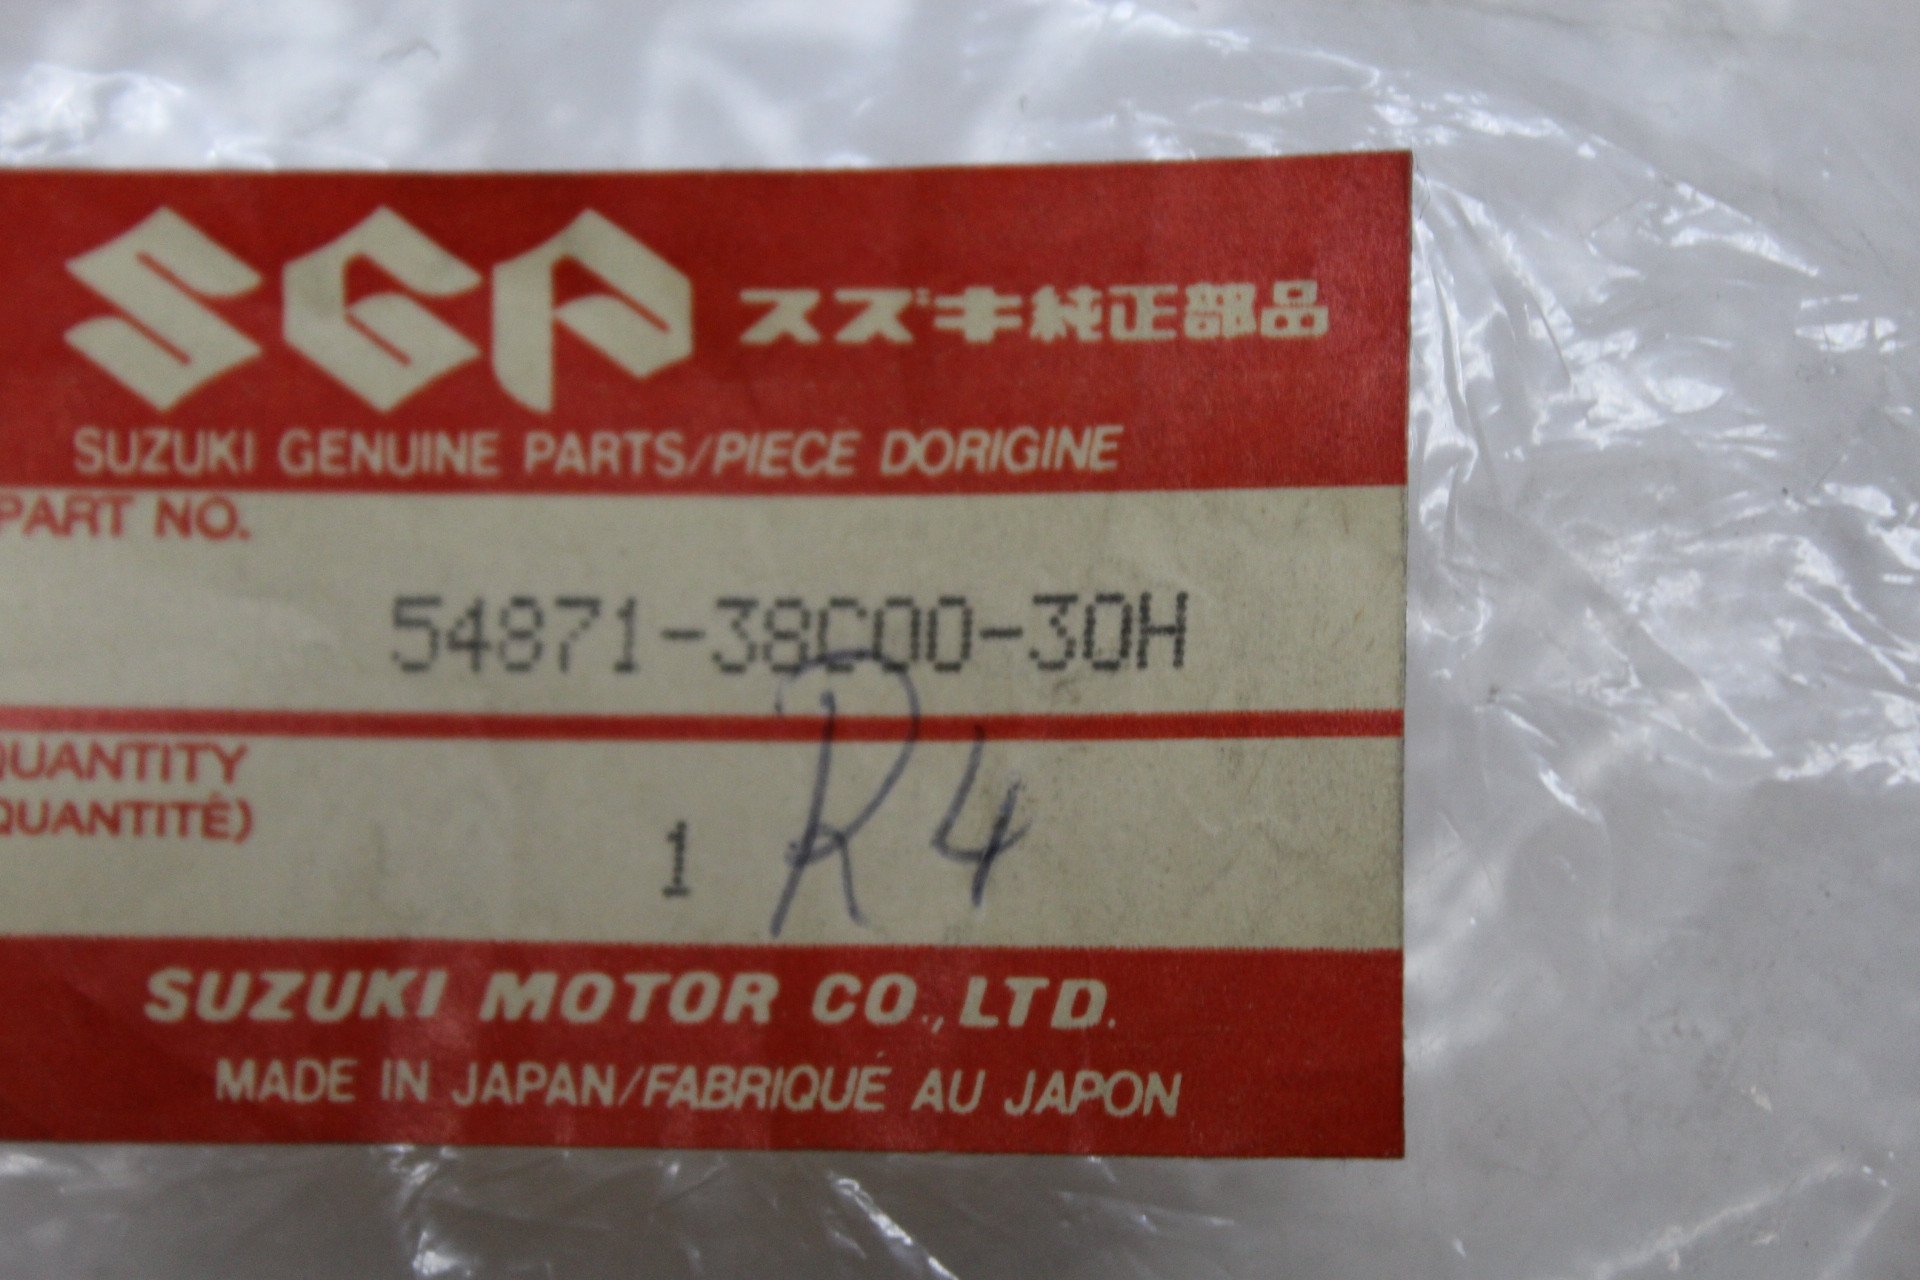 SGP スズキ純正部品
SUZUKI GENUINE PARTS/PIECE DORIGINE
PART NO.
54871-38C00-30H
QUANTITY
QUANTITÉ)
1 R4
SUZUKI MOTOR CO., LTD.
MADE IN JAPAN/FABRIQUÉ AU JAPON